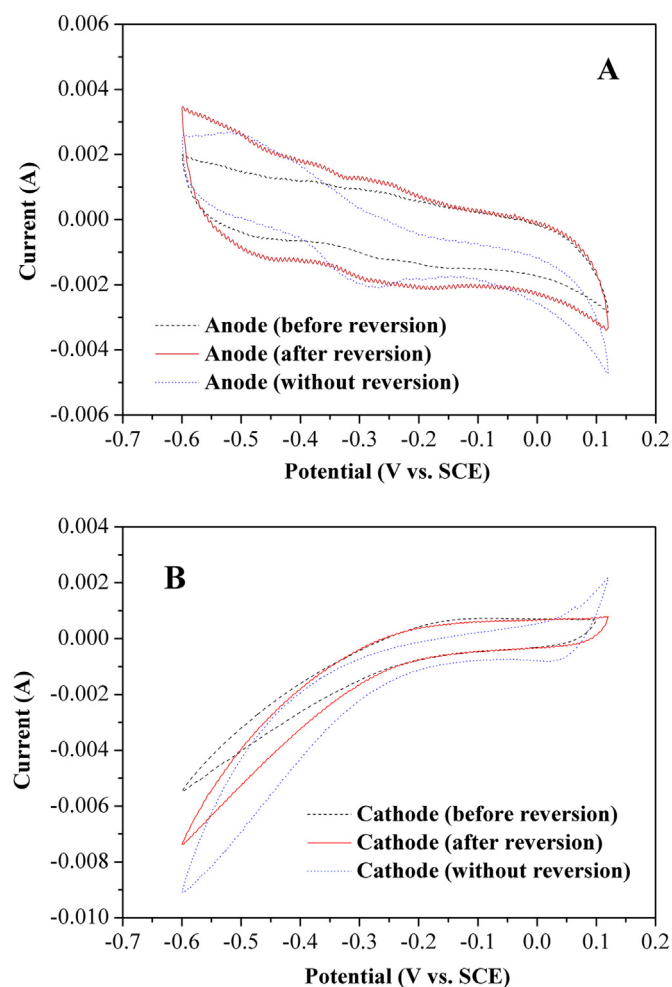 0.006
A
0.004
0.002
0.000
-0.002
-0.004
-0.006
Current (A)
Anode (before reversion)
Anode (after reversion)
Anode (without reversion)
-0.7 -0.6 -0.5 -0.4 -0.3 -0.2 -0.1 0.0 0.1 0.2
Potential (V vs. SCE)
0.004
B
0.002
0.000
-0.002
-0.004
-0.006
-0.008
-0.010
Current (A)
Cathode (before reversion)
Cathode (after reversion)
Cathode (without reversion)
-0.7 -0.6 -0.5 -0.4 -0.3 -0.2 -0.1 0.0 0.1 0.2
Potential (V vs. SCE)